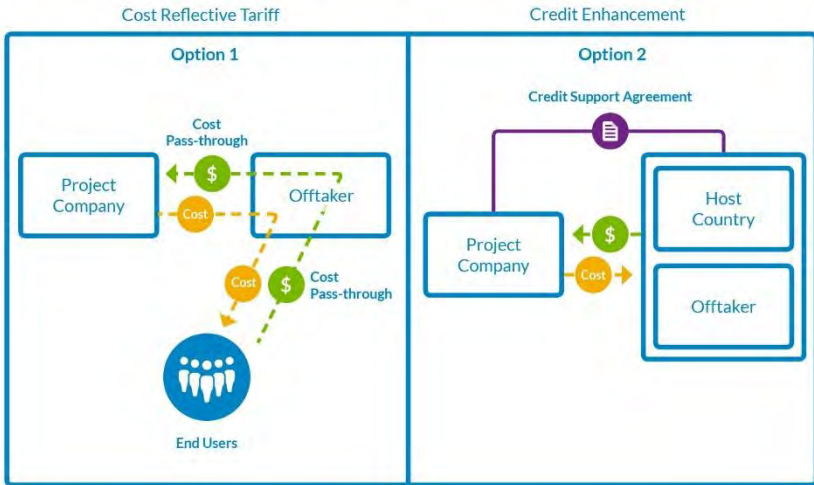 Cost Reflective Tariff
Credit Enhancement
Option 1
Cost
Pass-through
$
Project
Company
Offtaker
Cost
Cost
$
Cost
Pass-through
End Users
Option 2
Credit Support Agreement
Host
Country
$
Project
Company
Cost
Offtaker